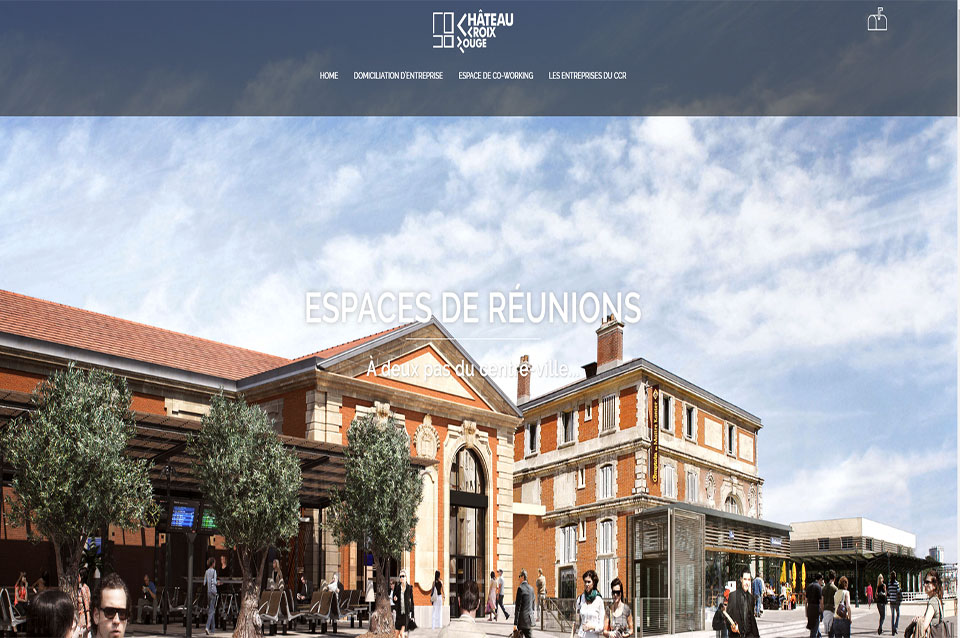 CHÂTEAU
CROIX
ROUGE
HOME DOMICILIATION D'ENTREPRISE ESPACE DE CO-WORKING LES ENTREPRISES DU CCR
ESPACES DE RÉUNIONS
À deux pas du centre-ville...